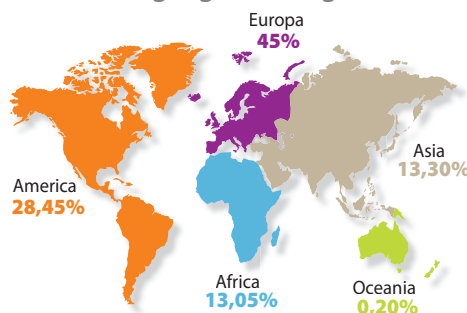 Europa
45%
Asia
13,30%
America
28,45%
Africa
13,05%
Oceania
0,20%